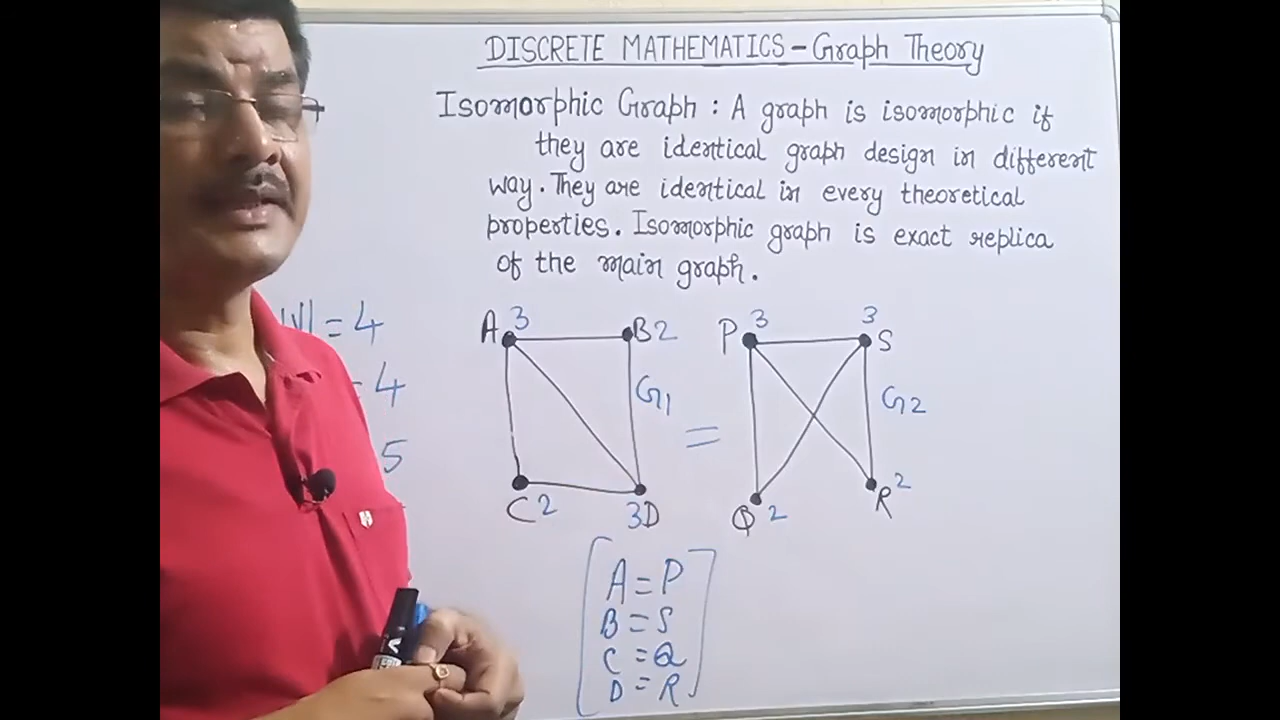 DISCRETE MATHEMATICS - Graph Theory
Isomorphic Graph : A graph is isomorphic if
they are identical graph design in different
way. They are identical in every theoretical
properties. Isomorphic graph is exact replica
of the main graph.
|V| = 4
= 4
5
A 3
B 2
G1
C 2
3 D
=
P 3
3 S
G2
Q 2
R 2
A = P
B = S
C = Q
D = R